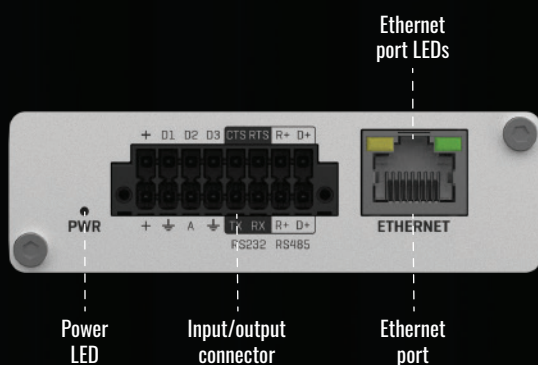 Ethernet
port LEDs
+ D1 D2 D3 CTS RTS R+ D+
PWR
+ ⏚ A ⏚ TX RX R+ D+
RS232 RS485
ETHERNET
Power
LED
Input/output
connector
Ethernet
port